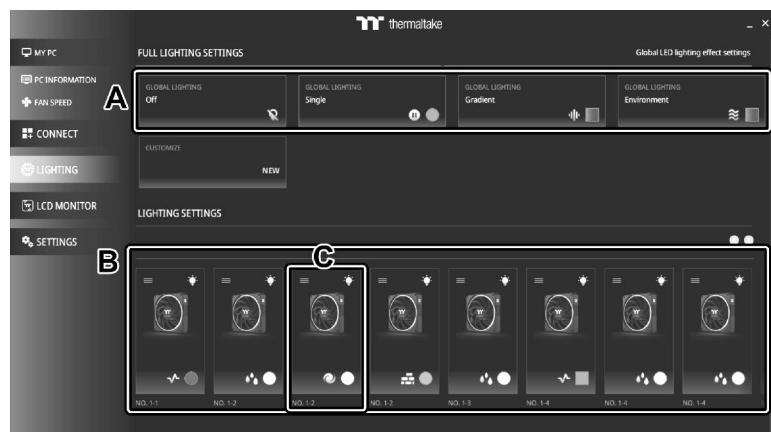 thermaltake
MY PC
FULL LIGHTING SETTINGS
Global LED lighting effect settings
PC INFORMATION
FAN SPEED
A
GLOBAL LIGHTING
Off
GLOBAL LIGHTING
Single
GLOBAL LIGHTING
Gradient
GLOBAL LIGHTING
Environment
CONNECT
CUSTOMIZE
NEW
LIGHTING
LCD MONITOR
LIGHTING SETTINGS
SETTINGS
B
C
NO. 1-1
NO. 1-2
NO. 1-2
NO. 1-2
NO. 1-3
NO. 1-4
NO. 1-4
NO. 1-4